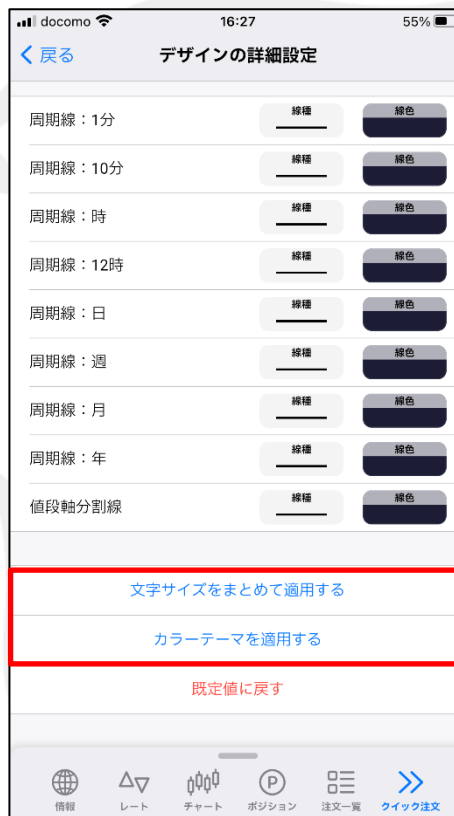 docomo 16:27 55%
戻る デザインの詳細設定
周期線：1分 線種 線色
周期線：10分 線種 線色
周期線：時 線種 線色
周期線：12時 線種 線色
周期線：日 線種 線色
周期線：週 線種 線色
周期線：月 線種 線色
周期線：年 線種 線色
値段軸分割線 線種 線色
文字サイズをまとめて適用する
カラーテーマを適用する
既定値に戻す
情報 レート チャート ポジション 注文一覧 クイック注文